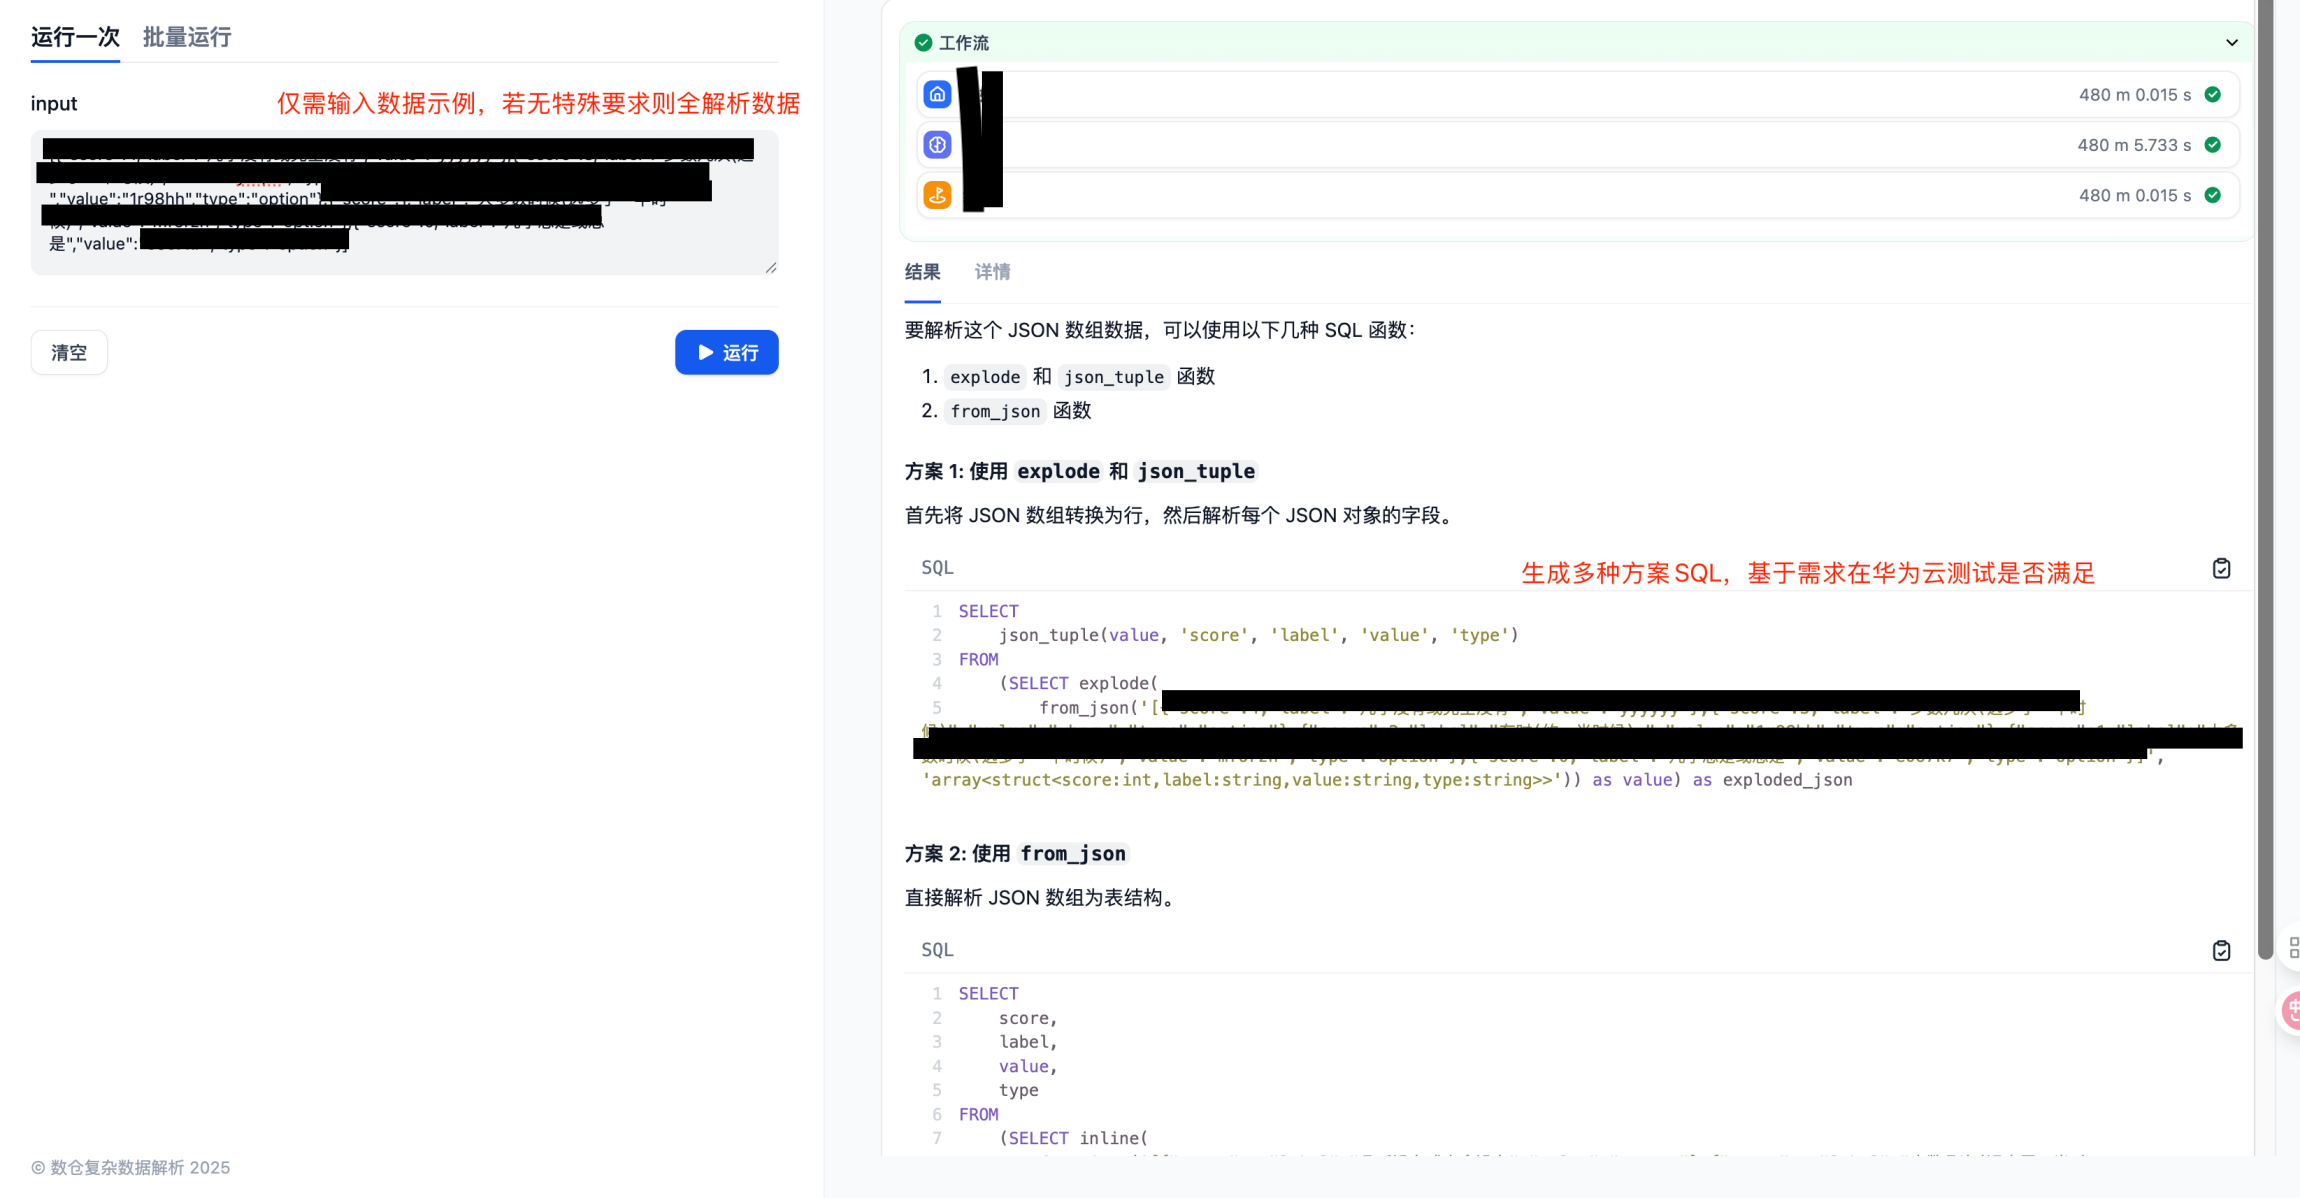 运行一次 批量运行
input
仅需输入数据示例，若无特殊要求则全解析数据
","value":"1r98hh","type":"option"},
是","value":
清空
运行
© 数仓复杂数据解析 2025
工作流
480 m 0.015 s
480 m 5.733 s
480 m 0.015 s
结果 详情
要解析这个 JSON 数组数据，可以使用以下几种 SQL 函数：
1. explode 和 json_tuple 函数
2. from_json 函数
方案 1: 使用 explode 和 json_tuple
首先将 JSON 数组转换为行，然后解析每个 JSON 对象的字段。
SQL
生成多种方案SQL，基于需求在华为云测试是否满足
1 SELECT
2 json_tuple(value, 'score', 'label', 'value', 'type')
3 FROM
4 (SELECT explode(
5 from_json('[
'array<struct<score:int,label:string,value:string,type:string>>')) as value) as exploded_json
方案 2: 使用 from_json
直接解析 JSON 数组为表结构。
SQL
1 SELECT
2 score,
3 label,
4 value,
5 type
6 FROM
7 (SELECT inline(